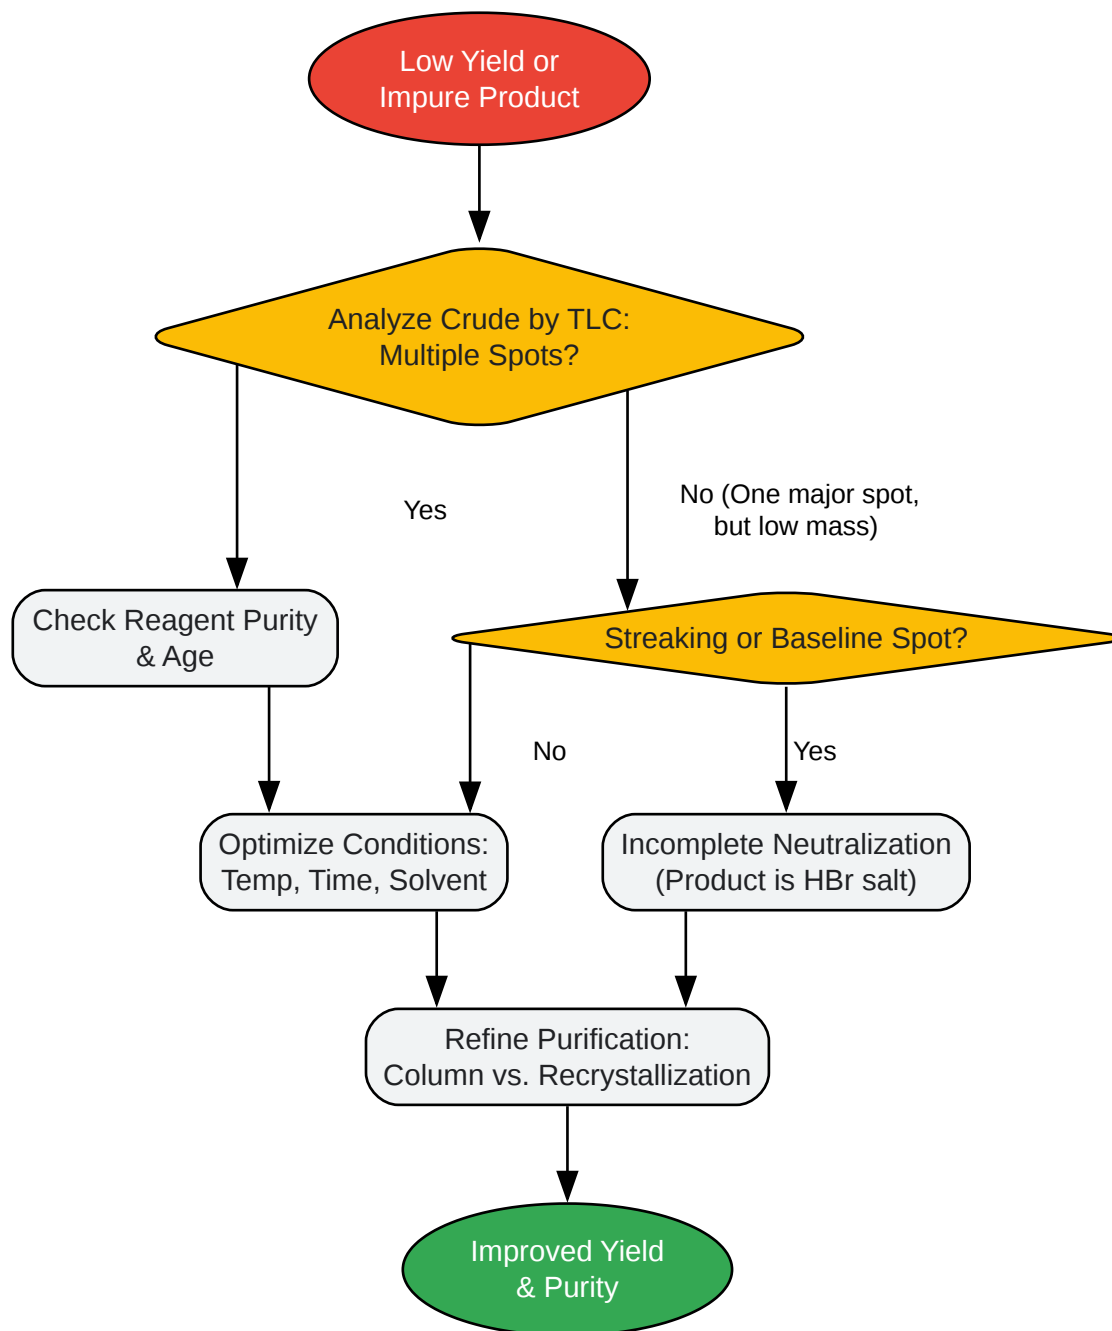 Low Yield or
Impure Product
Analyze Crude by TLC:
Multiple Spots?
Yes
No (One major spot,
but low mass)
Check Reagent Purity
& Age
Streaking or Baseline Spot?
No
Yes
Optimize Conditions:
Temp, Time, Solvent
Incomplete Neutralization
(Product is HBr salt)
Refine Purification:
Column vs. Recrystallization
Improved Yield
& Purity